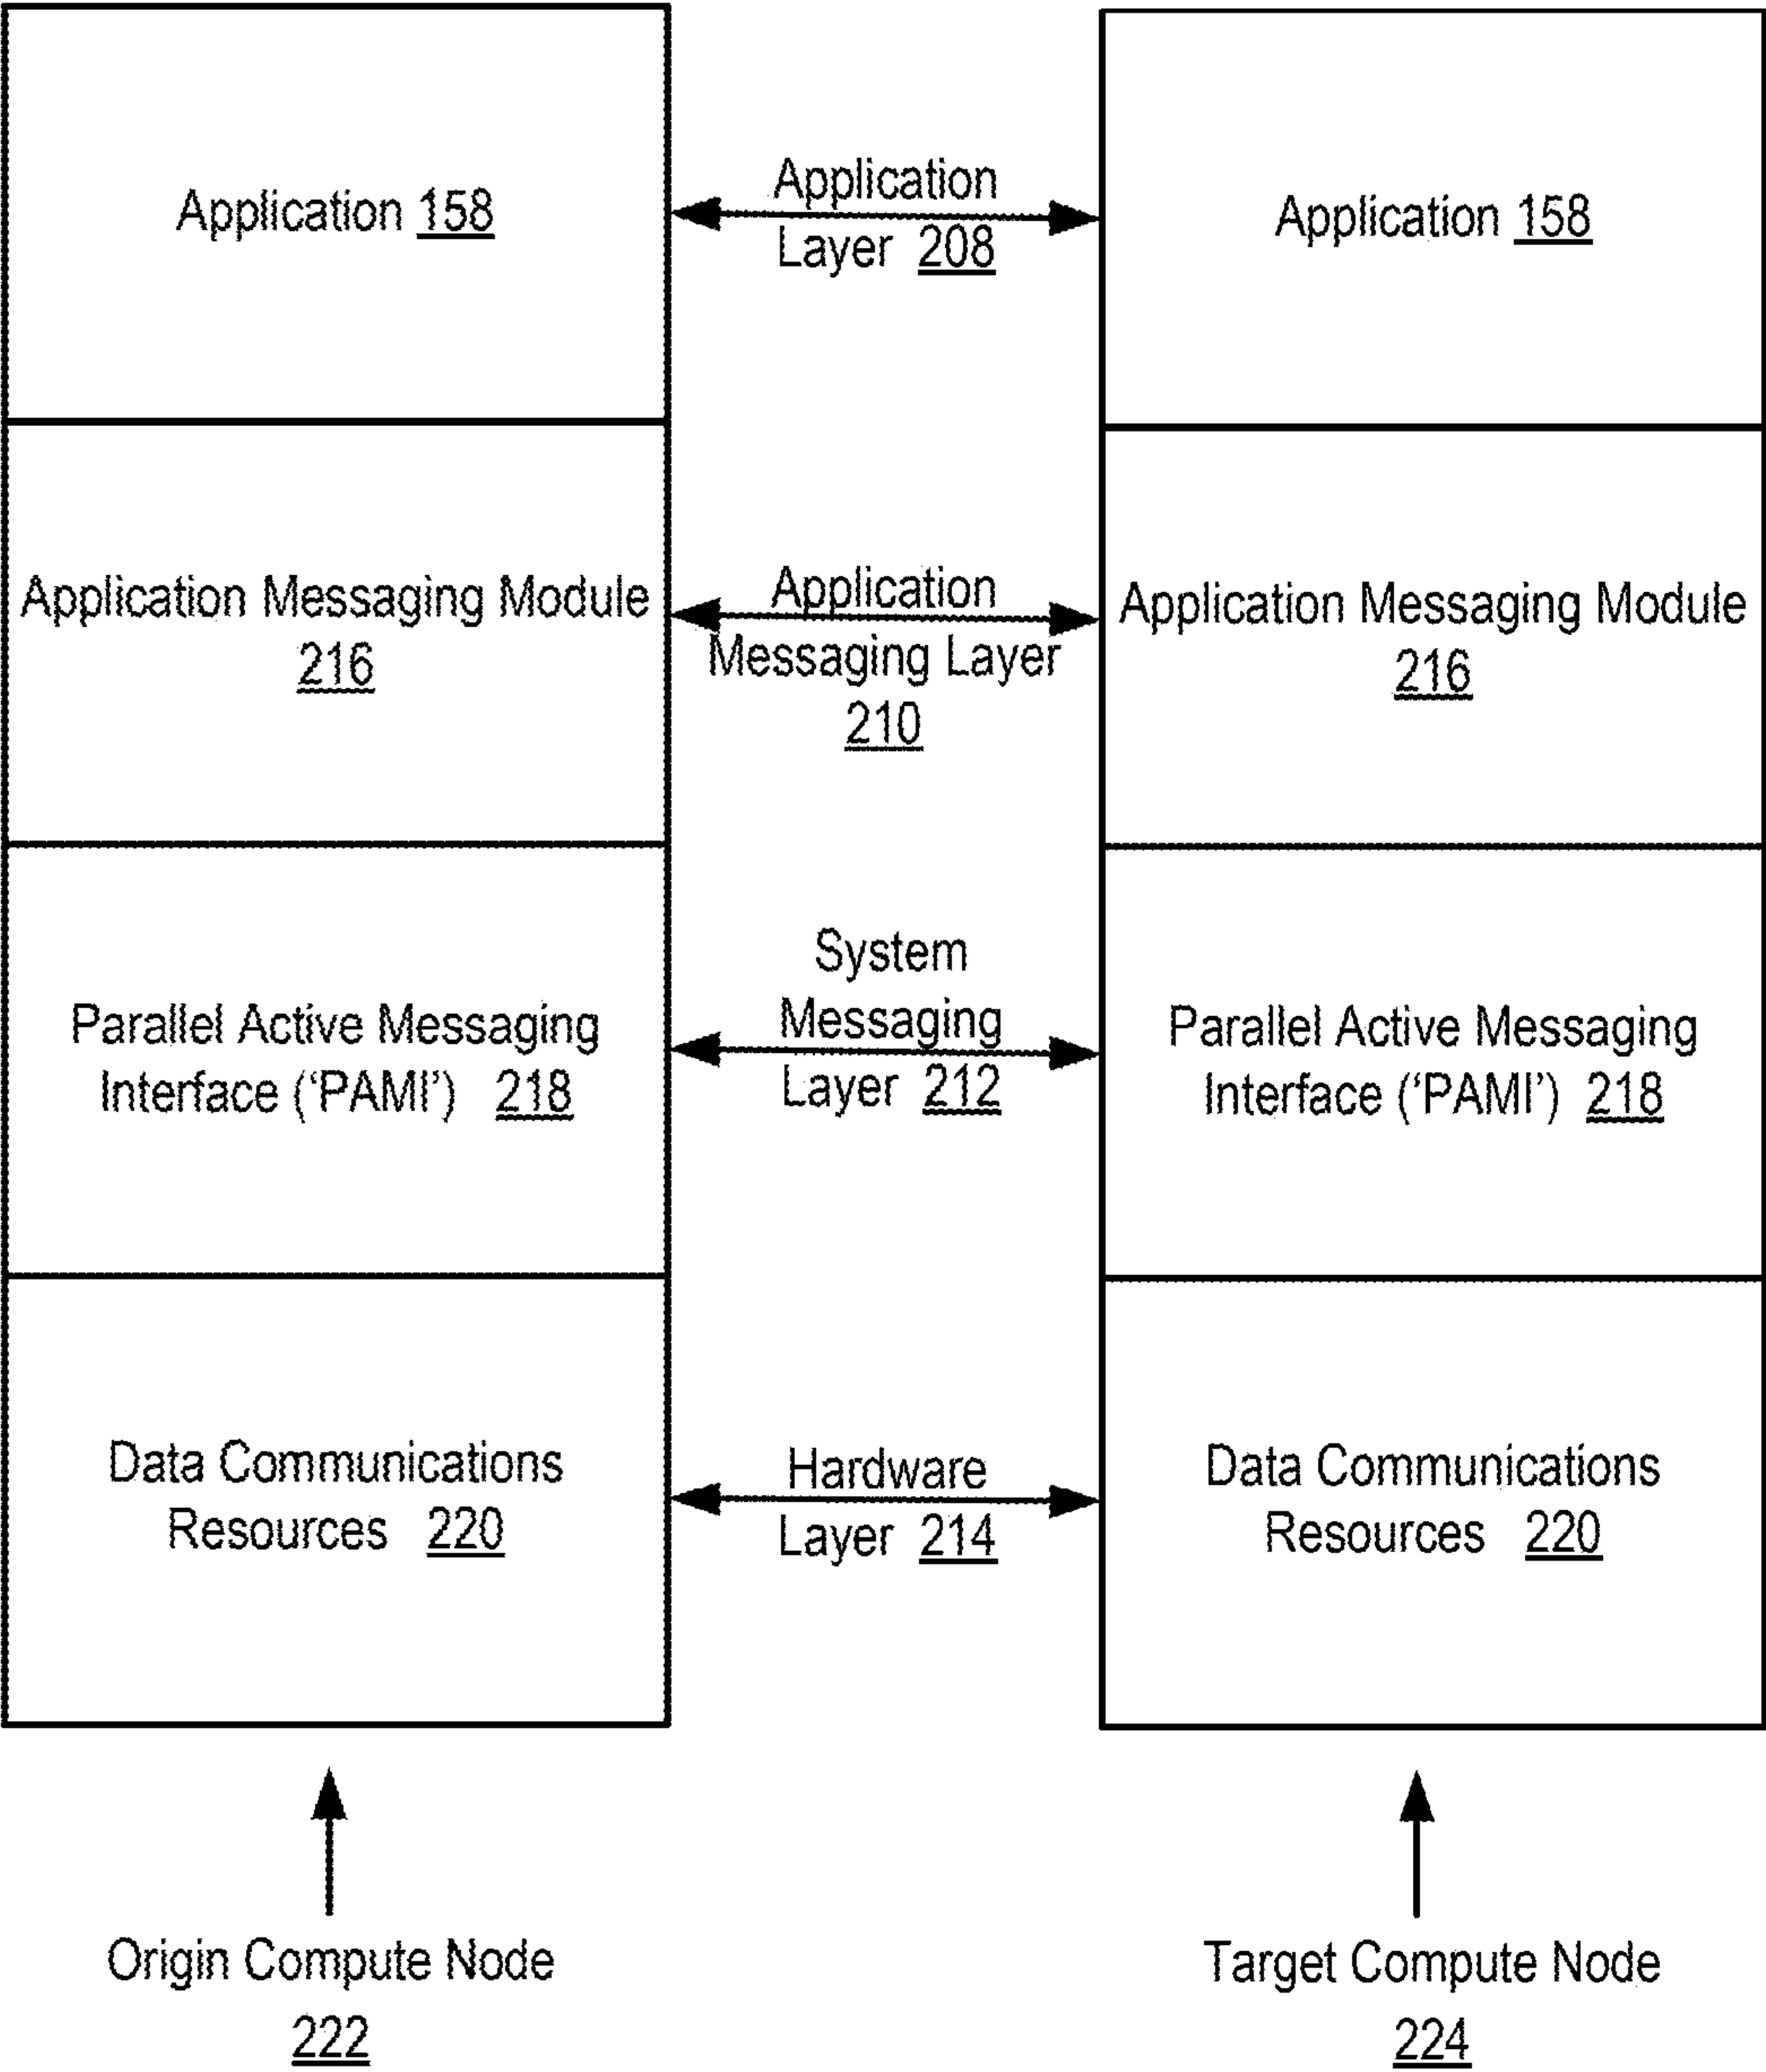 Application 158
Application
Layer 208
Application 158
Application Messaging Module
216
Application
Messaging Layer
210
Application Messaging Module
216
Parallel Active Messaging
Interface (‘PAMI’) 218
System
Messaging
Layer 212
Parallel Active Messaging
Interface (‘PAMI’) 218
Data Communications
Resources 220
Hardware
Layer 214
Data Communications
Resources 220
Origin Compute Node
222
Target Compute Node
224